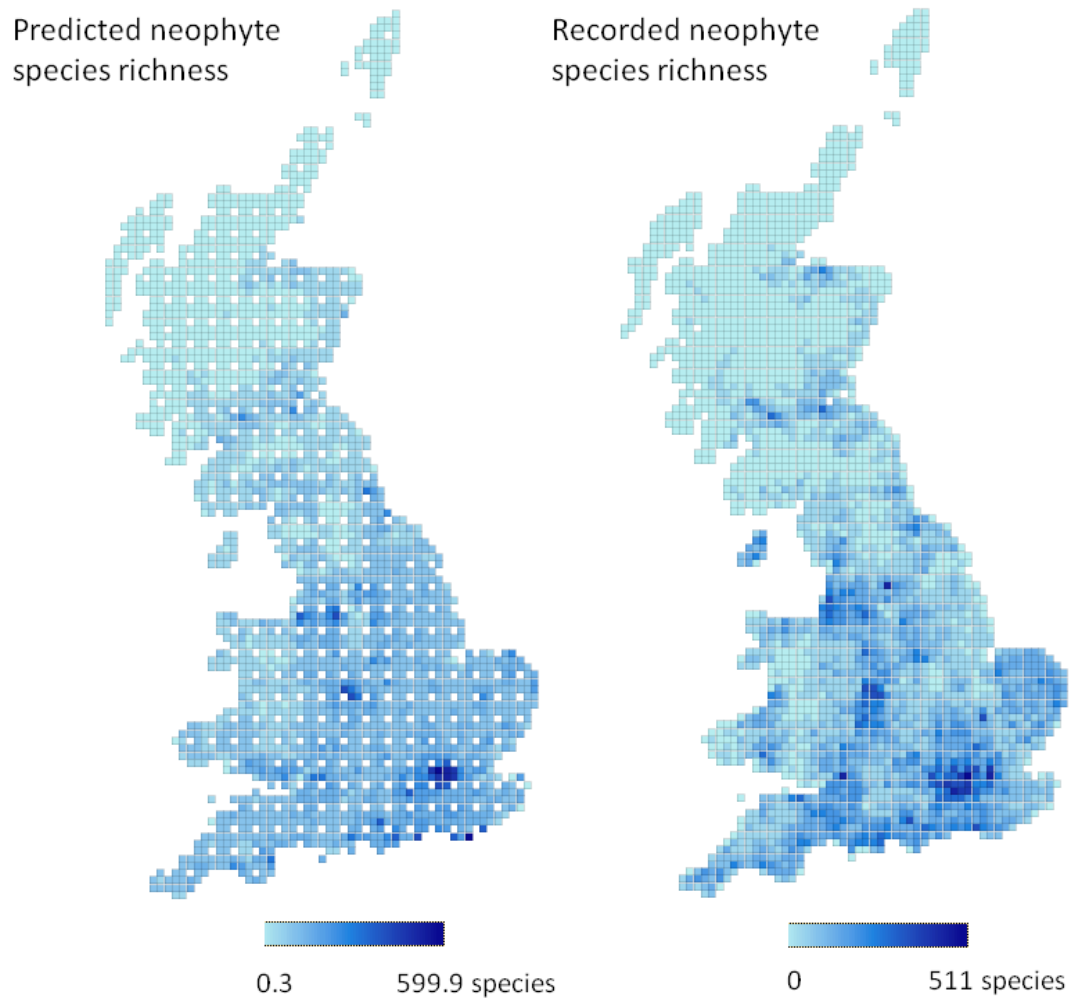 Predicted neophyte
species richness
Recorded neophyte
species richness
0.3
599.9 species
0
511 species